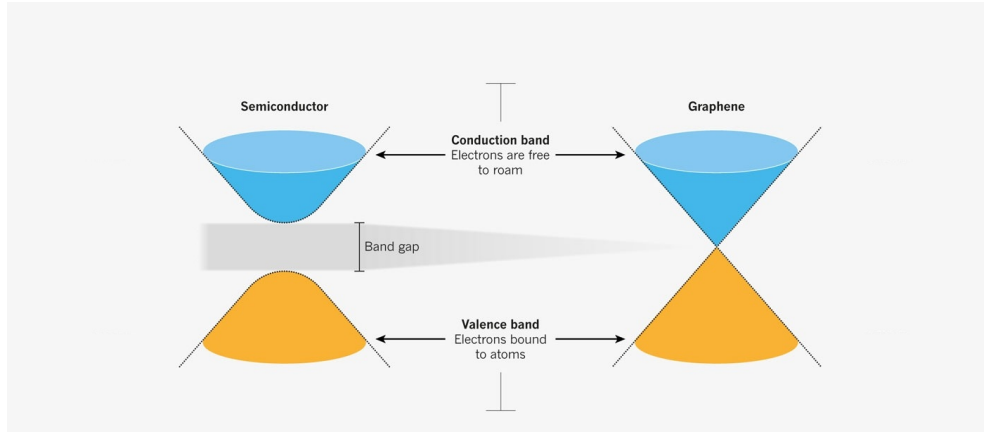 Semiconductor
Graphene
Conduction band
Electrons are free
to roam
Band gap
Valence band
Electrons bound
to atoms